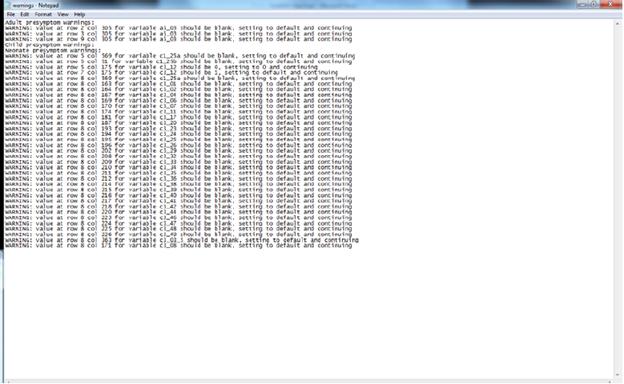 warnings - Notepad
File Edit Format View Help
Adult presymptom warnings:
WARNING: value at row 2 col 305 for variable a1_03 should be blank, setting to default and continuing
WARNING: value at row 3 col 305 for variable a1_03 should be blank, setting to default and continuing
WARNING: value at row 9 col 305 for variable a1_03 should be blank, setting to default and continuing
Child presymptom warnings:
Neonate presymptom warnings:
WARNING: value at row 5 col 369 for variable c1_25a should be blank, setting to default and continuing
WARNING: value at row 5 col for variable should be blank, setting to default and continuing
WARNING: value at row 5 col 175 for variable c1_12 should be setting to 0 and continuing
WARNING: value at row 7 col 175 for variable c1_12 should be setting to default and continuing
WARNING: value at row 8 col 369 for variable c1_25a should be blank, setting to default and continuing
WARNING: value at row 8 col 163 for variable c1_01 should be blank, setting to default and continuing
WARNING: value at row 8 col 164 for variable c1_02 should be blank, setting to default and continuing
WARNING: value at row 8 col 167 for variable c1_04 should be blank, setting to default and continuing
WARNING: value at row 8 col 169 for variable c1_06 should be blank, setting to default and continuing
WARNING: value at row 8 col 170 for variable c1_07 should be blank, setting to default and continuing
WARNING: value at row 8 col 174 for variable c1_11 should be blank, setting to default and continuing
WARNING: value at row 8 col 181 for variable c1_17 should be blank, setting to default and continuing
WARNING: value at row 8 col 187 for variable c1_20 should be blank, setting to default and continuing
WARNING: value at row 8 col 193 for variable c1_23 should be blank, setting to default and continuing
WARNING: value at row 8 col 194 for variable c1_24 should be blank, setting to default and continuing
WARNING: value at row 8 col 195 for variable c1_25 should be blank, setting to default and continuing
WARNING: value at row 8 col 196 for variable c1_26 should be blank, setting to default and continuing
WARNING: value at row 8 col 202 for variable c1_29 should be blank, setting to default and continuing
WARNING: value at row 8 col 208 for variable c1_32 should be blank, setting to default and continuing
WARNING: value at row 8 col 209 for variable c1_33 should be blank, setting to default and continuing
WARNING: value at row 8 col 210 for variable c1_34 should be blank, setting to default and continuing
WARNING: value at row 8 col 211 for variable c1_35 should be blank, setting to default and continuing
WARNING: value at row 8 col 212 for variable c1_36 should be blank, setting to default and continuing
WARNING: value at row 8 col 214 for variable c1_38 should be blank, setting to default and continuing
WARNING: value at row 8 col 215 for variable c1_39 should be blank, setting to default and continuing
WARNING: value at row 8 col 216 for variable c1_40 should be blank, setting to default and continuing
WARNING: value at row 8 col 217 for variable c1_41 should be blank, setting to default and continuing
WARNING: value at row 8 col 218 for variable c1_42 should be blank, setting to default and continuing
WARNING: value at row 8 col 220 for variable c1_44 should be blank, setting to default and continuing
WARNING: value at row 8 col 223 for variable c1_46 should be blank, setting to default and continuing
WARNING: value at row 8 col 224 for variable c1_47 should be blank, setting to default and continuing
WARNING: value at row 8 col 225 for variable c1_48 should be blank, setting to default and continuing
WARNING: value at row 8 col 226 for variable c1_49 should be blank, setting to default and continuing
WARNING: value at row 8 col 363 for variable should be blank, setting to default and continuing
WARNING: value at row 8 col 171 for variable c1_08 should be blank, setting to default and continuing